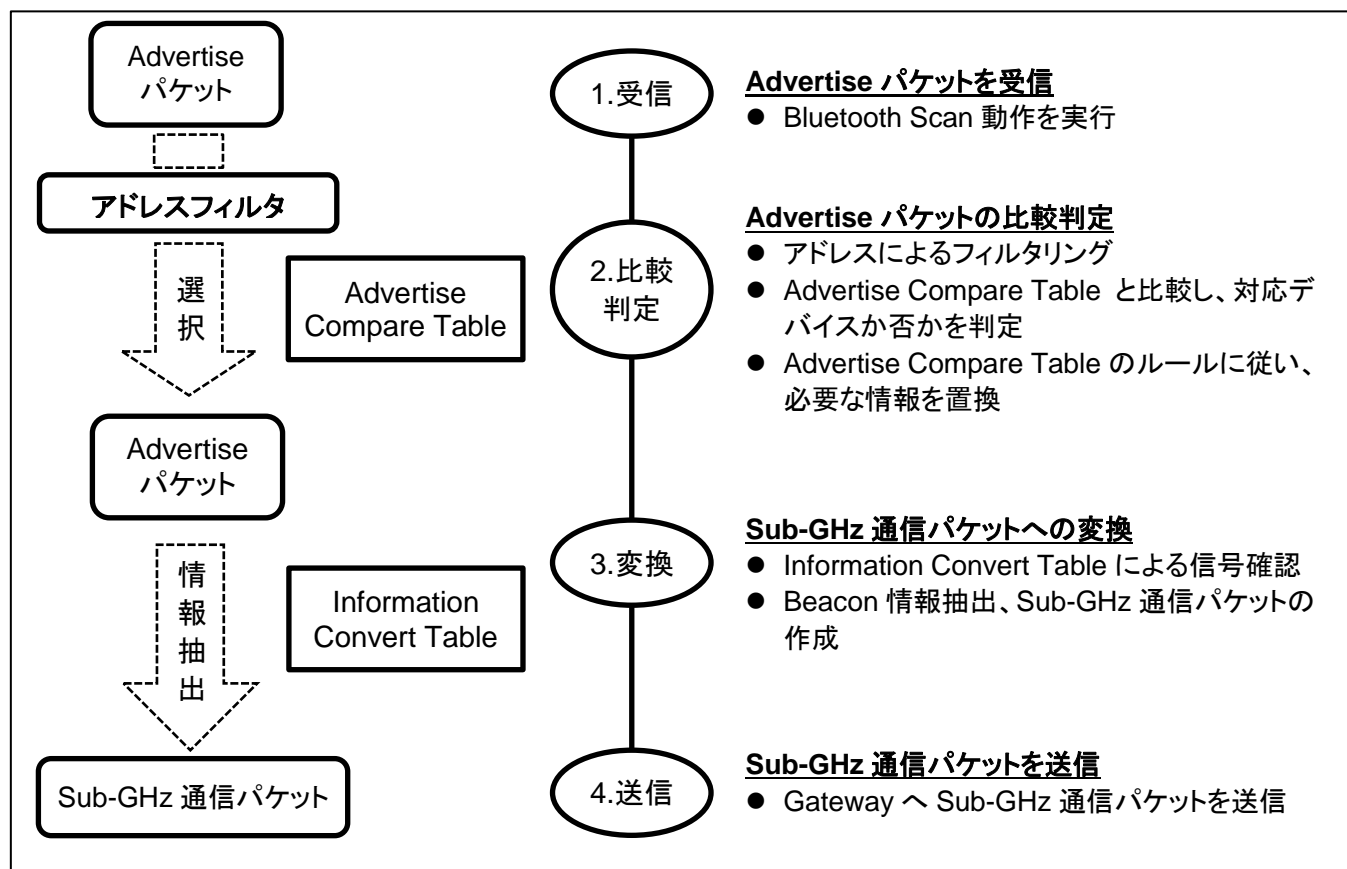 Advertise
パケット
アドレスフィルタ
選
択
Advertise
Compare Table
Advertise
パケット
情
報
抽
出
Information
Convert Table
Sub-GHz 通信パケット
1.受信
2.比較
判定
3.変換
4.送信
Advertise パケットを受信
● Bluetooth Scan 動作を実行
Advertise パケットの比較判定
● アドレスによるフィルタリング
● Advertise Compare Table と比較し、対応デ
バイスか否かを判定
● Advertise Compare Table のルールに従い、
必要な情報を置換
Sub-GHz 通信パケットへの変換
● Information Convert Table による信号確認
● Beacon 情報抽出、Sub-GHz 通信パケットの
作成
Sub-GHz 通信パケットを送信
● Gateway へ Sub-GHz 通信パケットを送信